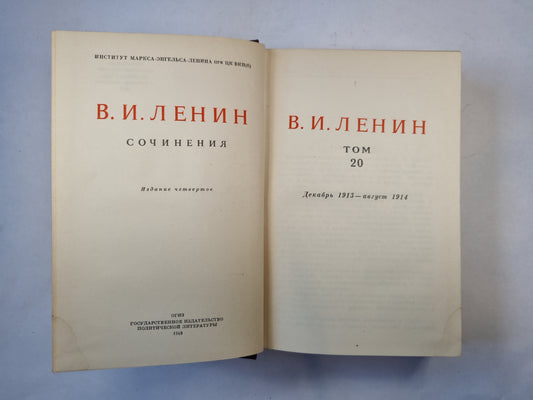 ИНСТИТУТ МАРКСА-ЭНГЕЛЬСА-ЛЕНИНА ПРИ ЦК ВКП(б)
В. И. ЛЕНИН
СОЧИНЕНИЯ
Издание четвертое
ОГИЗ
ГОСУДАРСТВЕННОЕ ИЗДАТЕЛЬСТВО
ПОЛИТИЧЕСКОЙ ЛИТЕРАТУРЫ
1948
В. И. ЛЕНИН
ТОМ
20
Декабрь 1913 — август 1914